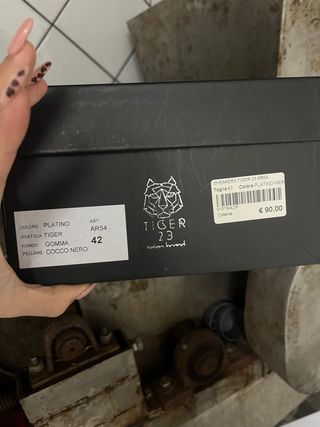 COLORE: PLATINO
SCATOLA: TIGER
FONDO: GOMMA
PELLAME: COCCO NERO
ART.
AR54
42
TIGER
23
SNEAKERS TIGER 23 AR54
Taglia:42 Colore:PLATINO-NER
Catania
€ 90,00